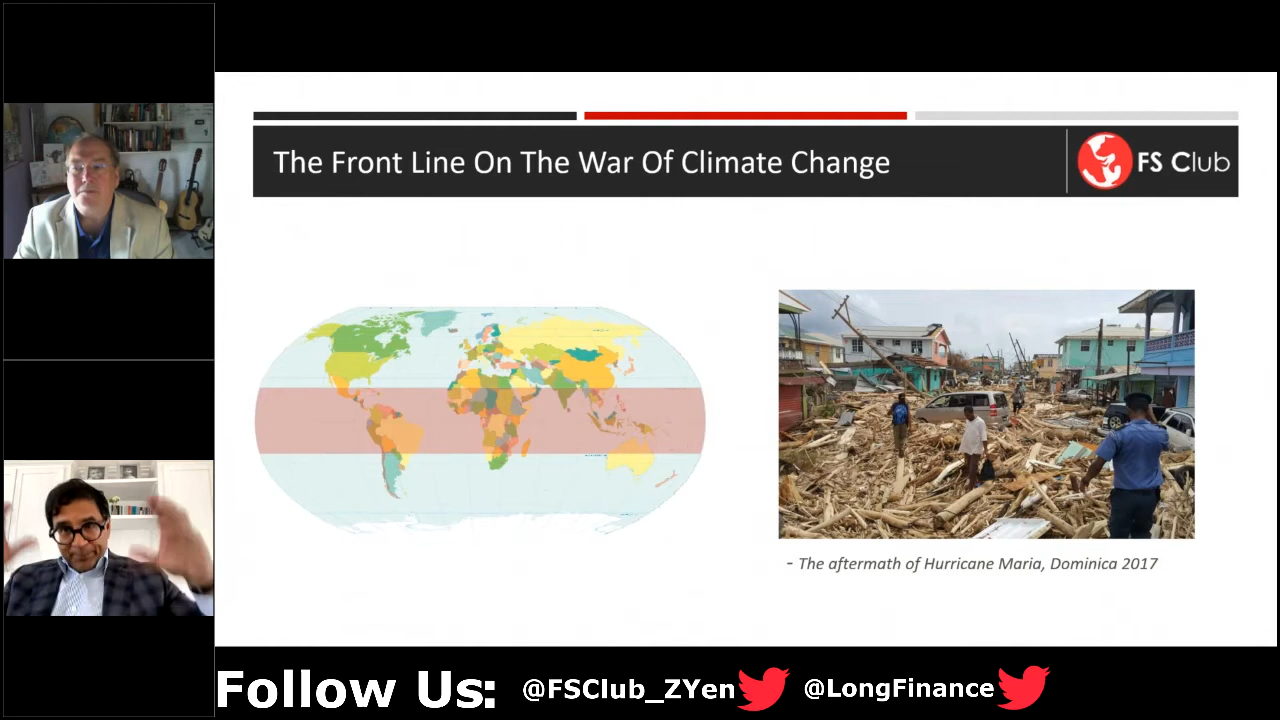 The Front Line On The War Of Climate Change
FS Club
- The aftermath of Hurricane Maria, Dominica 2017
Follow Us: @FSClub_ZYen @LongFinance